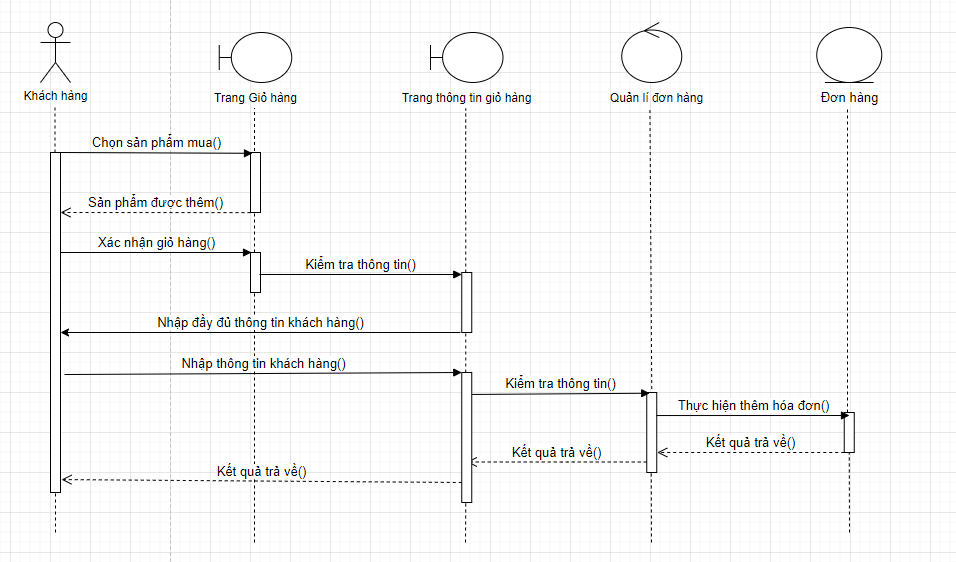 Khách hàng
Trang Giỏ hàng
Trang thông tin giỏ hàng
Quản lí đơn hàng
Đơn hàng
Chọn sản phẩm mua()
Sản phẩm được thêm()
Xác nhận giỏ hàng()
Kiểm tra thông tin()
Nhập đầy đủ thông tin khách hàng()
Nhập thông tin khách hàng()
Kiểm tra thông tin()
Thực hiện thêm hóa đơn()
Kết quả trả về()
Kết quả trả về()
Kết quả trả về()